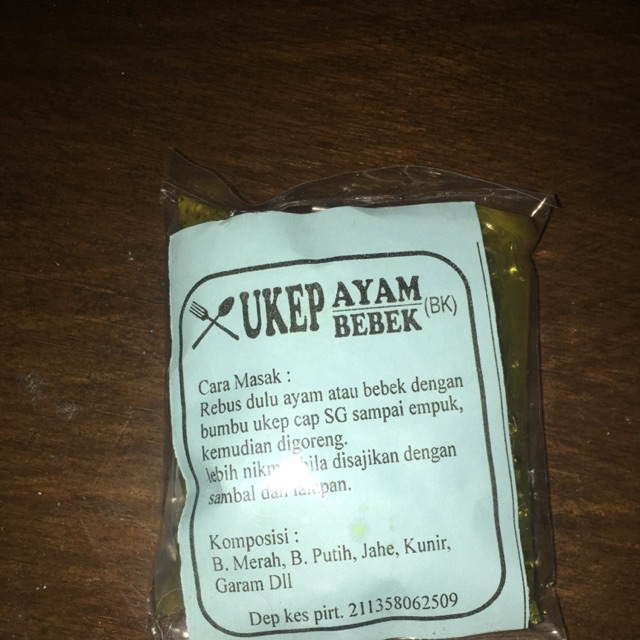 UKEP AYAM
BEBEK (BK)
Cara Masak :
Rebus dulu ayam atau bebek dengan
bumbu ukep cap SG sampai empuk,
kemudian digoreng.
lebih bila disajikan dengan
sambal dan lalapan.
Komposisi :
B. Merah, B. Putih, Jahe, Kunir,
Garam Dll
Dep kes pirt. 211358062509